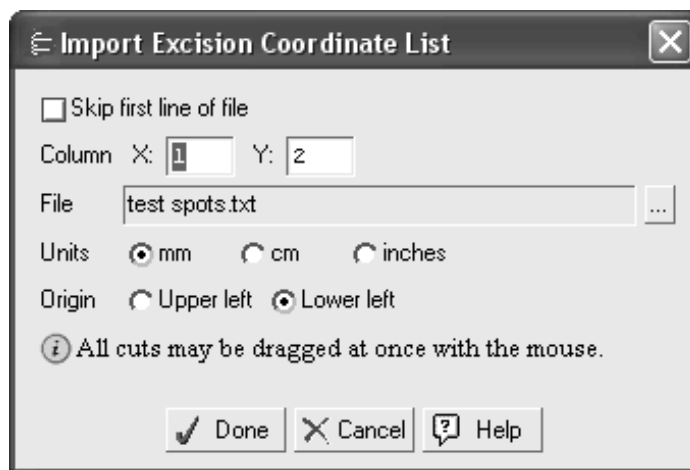 Import Excision Coordinate List
Skip first line of file
Column X: 1 Y: 2
File test spots.txt ...
Units mm cm inches
Origin Upper left Lower left
All cuts may be dragged at once with the mouse.
Done Cancel Help